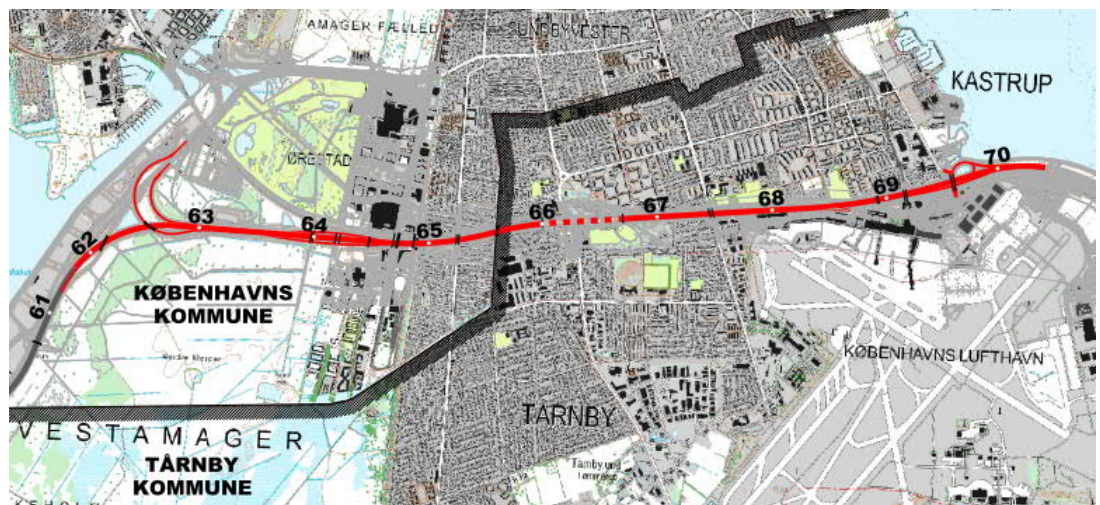 AMAGER FÆLLED
SUNDBYVESTER
KASTRUP
ØRESTAD
70
69
68
67
66
65
64
63
62
61
KØBENHAVNS
KOMMUNE
KØBENHAVNS LUFTHAVN
TÅRNBY
VESTAMAGER
TÅRNBY
KOMMUNE